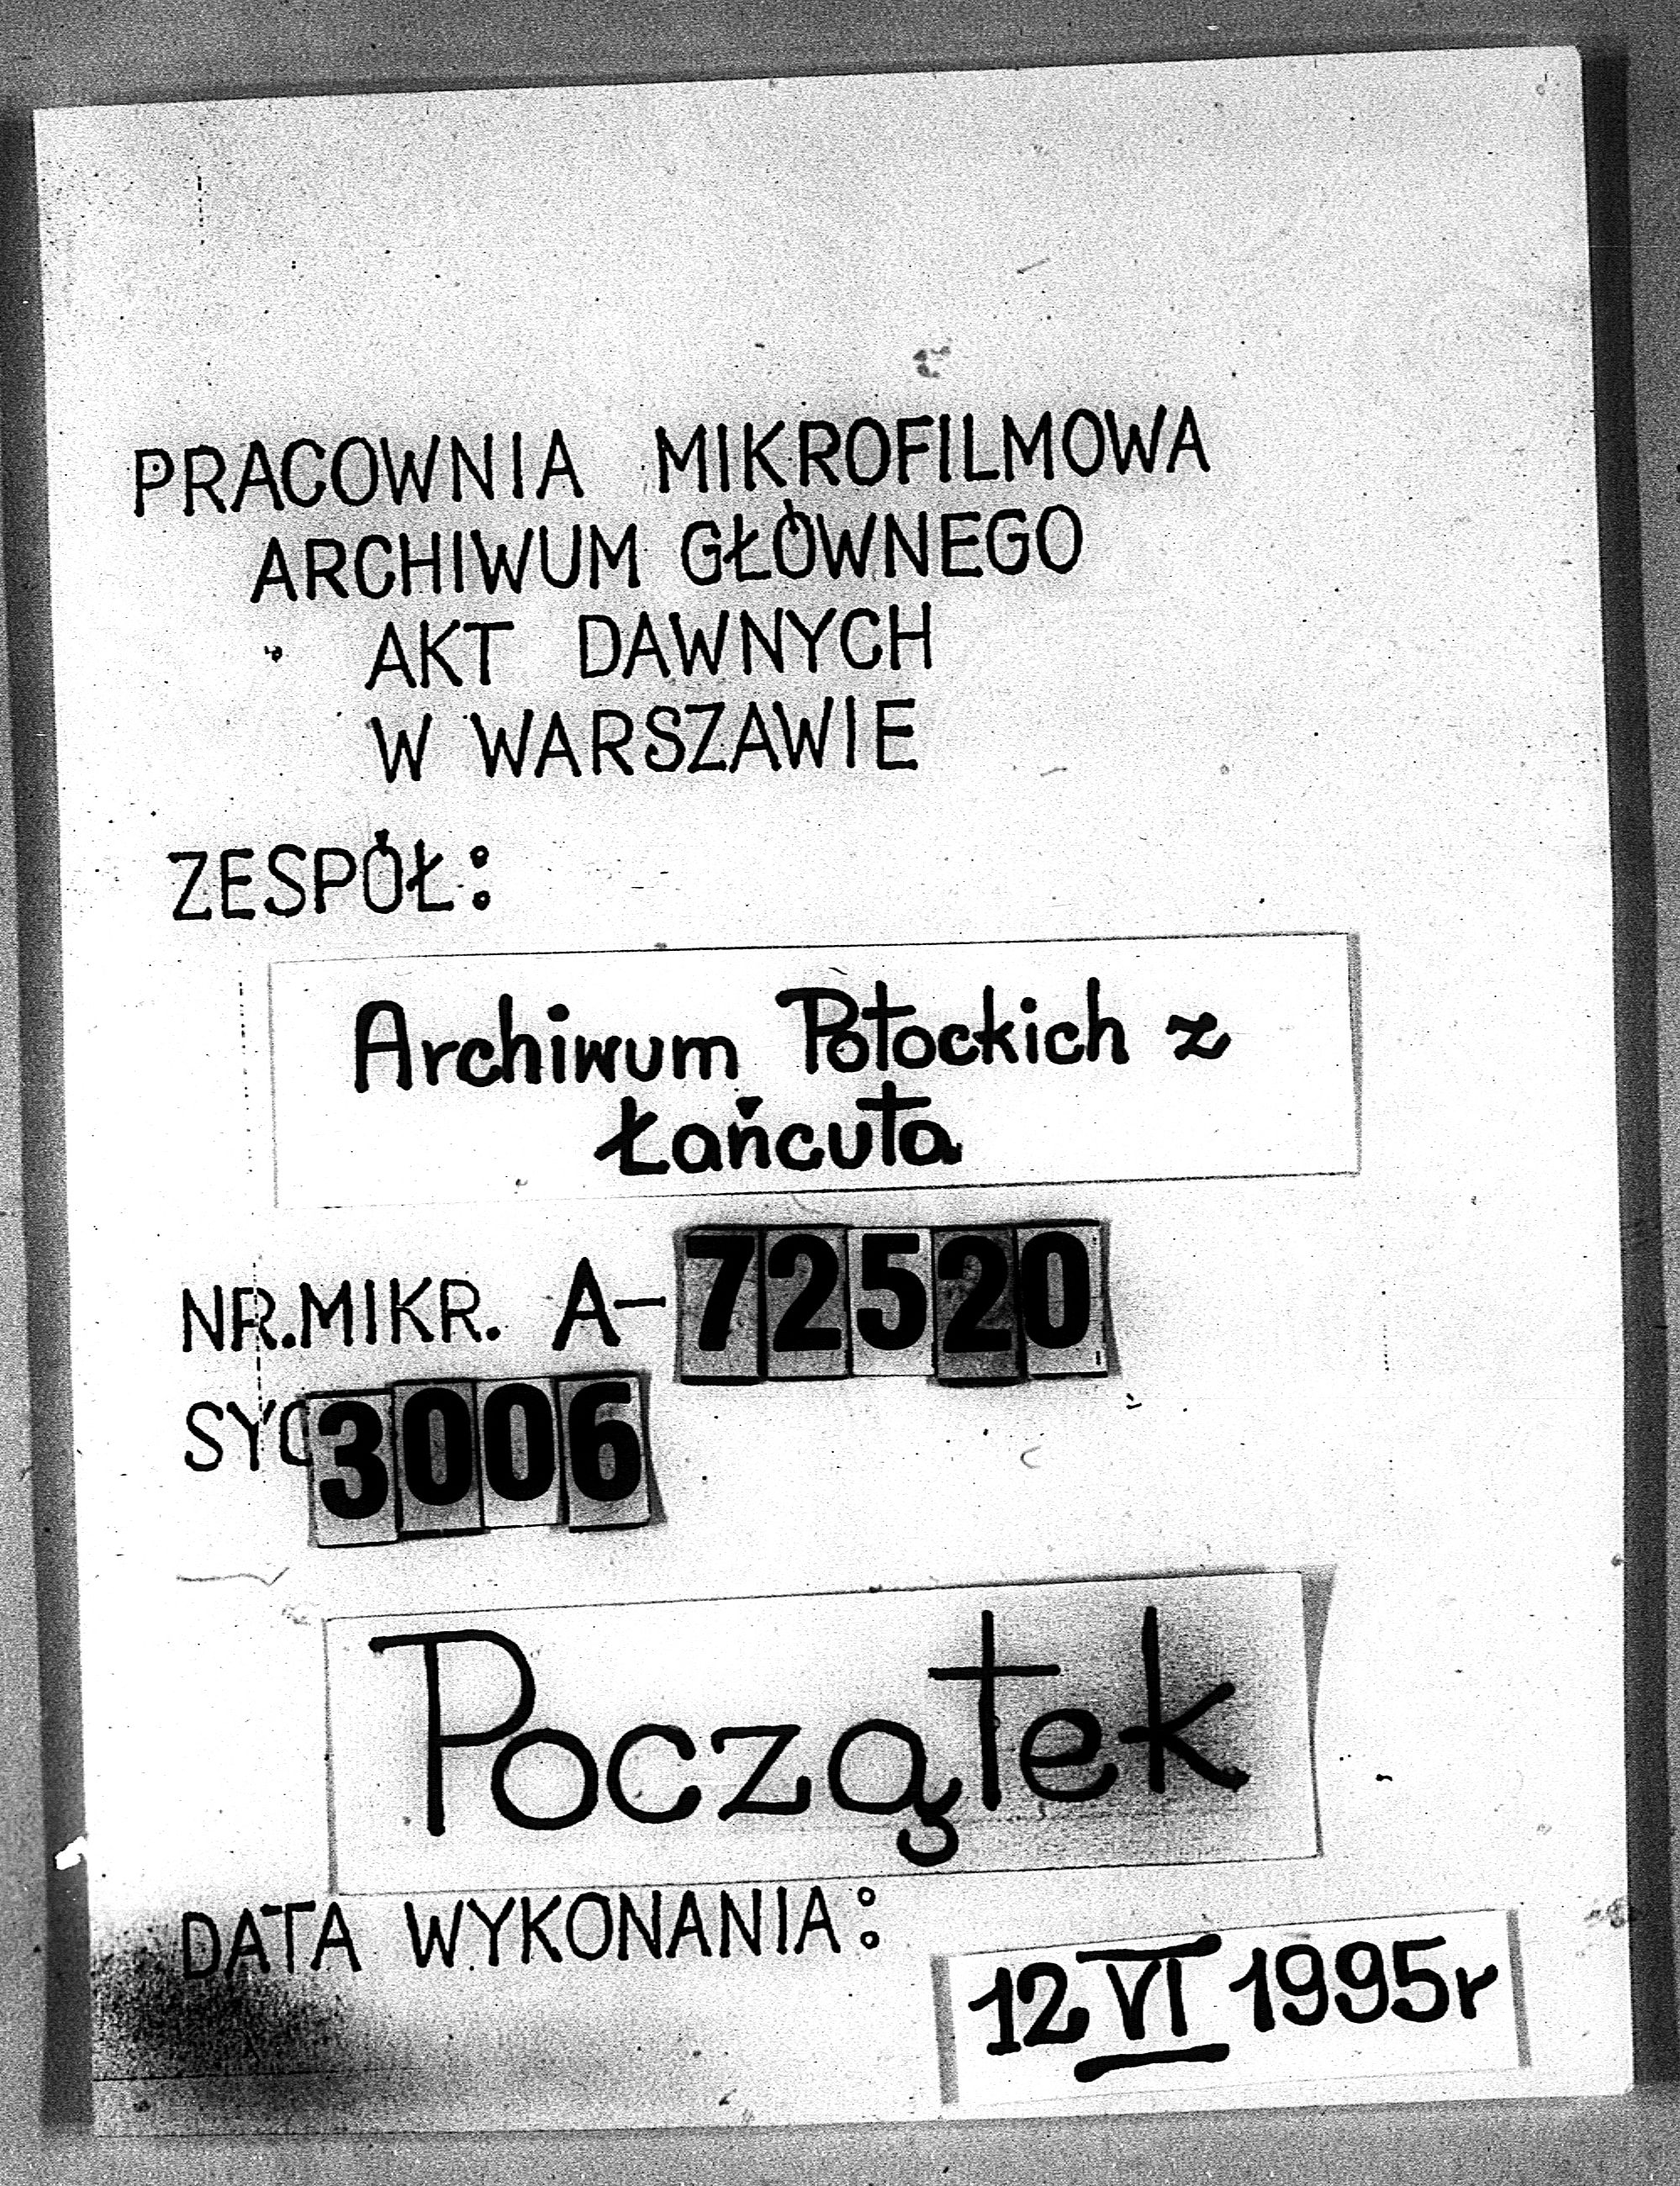 PRACOWNIA MIKROFILMOWA
ARCHIWUM GŁÓWNEGO
AKT DAWNYCH
W WARSZAWIE
ZESPÓŁ:
Archiwum Potockich z
Łańcuta
NR.MIKR. A-72520
SYG 3006
Początek
DATA WYKONANIA:
12 VI 1995r